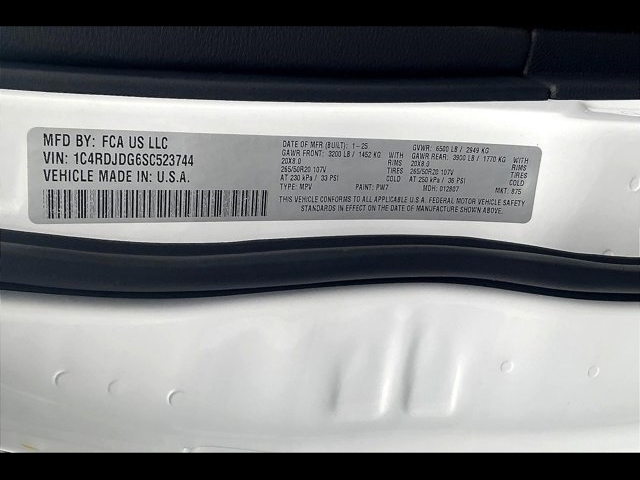 MFD BY: FCA US LLC
VIN: 1C4RDJDG6SC523744
VEHICLE MADE IN: U.S.A.
DATE OF MFR (BUILT): 1-25 GVWR: 6500 LB / 2949 KG
GAWR FRONT: 3200 LB / 1452 KG WITH GAWR REAR: 3900 LB / 1770 KG WITH
20X8.0 RIMS 20X8.0 RIMS
265/50R20 107V TIRES 265/50R20 107V TIRES
AT 230 kPa / 33 PSI COLD AT 250 kPa / 36 PSI COLD
TYPE: MPV PAINT: PW7 MDH: 012807 MKT: 875
THIS VEHICLE CONFORMS TO ALL APPLICABLE U.S.A. FEDERAL MOTOR VEHICLE SAFETY
STANDARDS IN EFFECT ON THE DATE OF MANUFACTURE SHOWN ABOVE.